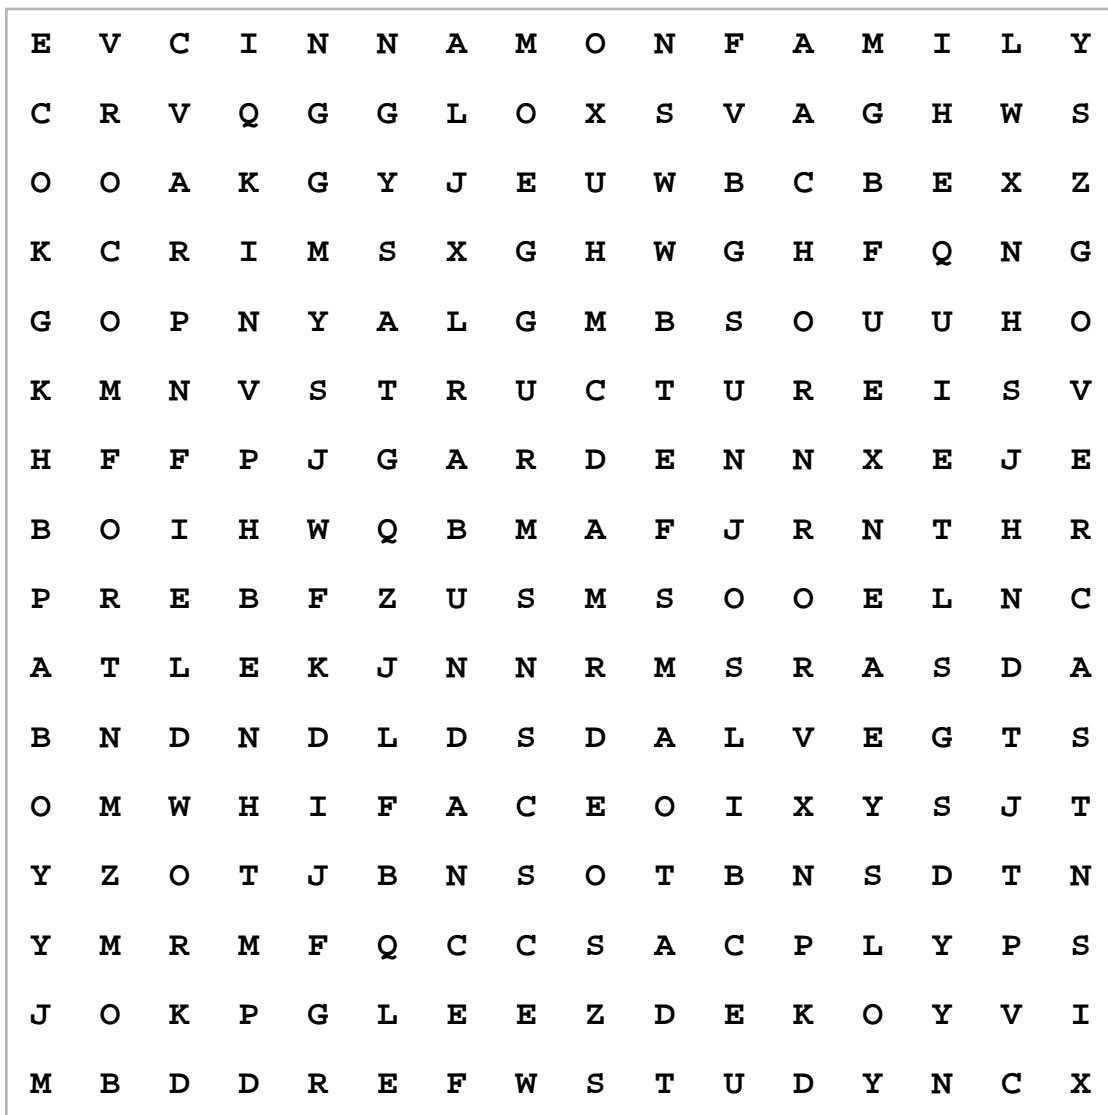 E V C I N N A M O N F A M I L Y
C R V Q G G L O X S V A G H W S
O O A K G Y J E U W B C B E X Z
K C R I M S X G H W G H F Q N G
G O P N Y A L G M B S O U U H O
K M N V S T R U C T U R E I S V
H F F P J G A R D E N N X E J E
B O I H W Q B M A F J R N T H R
P R E B F Z U S M S O O E L N C
A T L E K J N N R M S R A S D A
B N D N D L D S D A L V E G T S
O M W H I F A C E O I X Y S J T
Y Z O T J B N S O T B N S D T N
Y M R M F Q C C S A C P L Y P S
J O K P G L E E Z D E K O Y V I
M B D D R E F W S T U D Y N C X